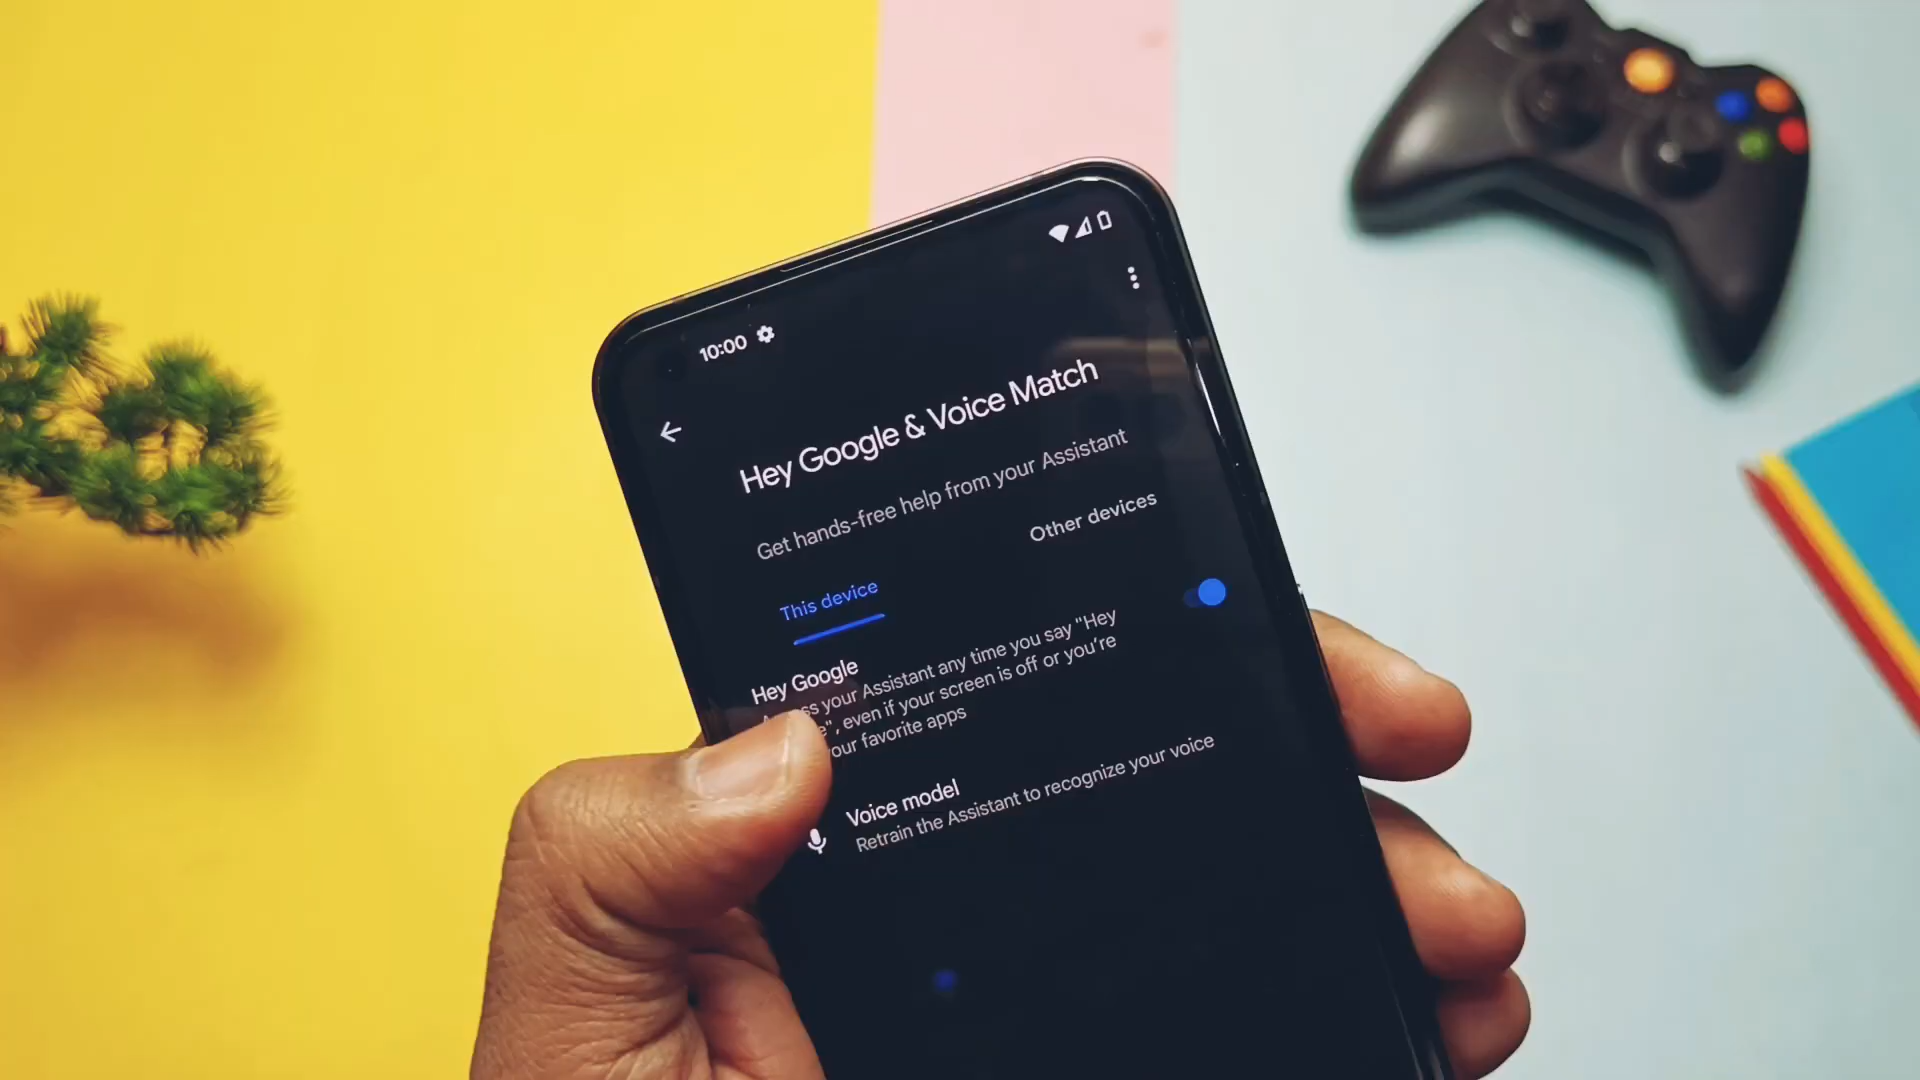 10:00
Hey Google & Voice Match
Get hands-free help from your Assistant
This device
Other devices
Hey Google
your Assistant any time you say "Hey
", even if your screen is off or you're
favorite apps
Voice model
Retrain the Assistant to recognize your voice